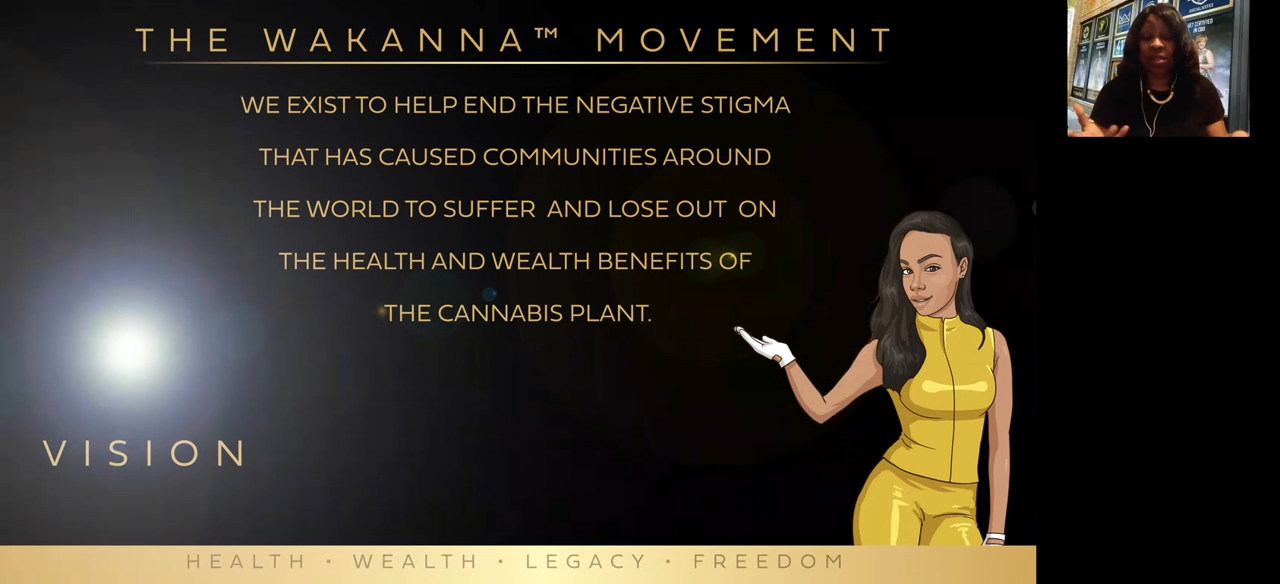 THE WAKANNA™ MOVEMENT
WE EXIST TO HELP END THE NEGATIVE STIGMA
THAT HAS CAUSED COMMUNITIES AROUND
THE WORLD TO SUFFER AND LOSE OUT ON
THE HEALTH AND WEALTH BENEFITS OF
THE CANNABIS PLANT.
VISION
HEALTH • WEALTH • LEGACY • FREEDOM